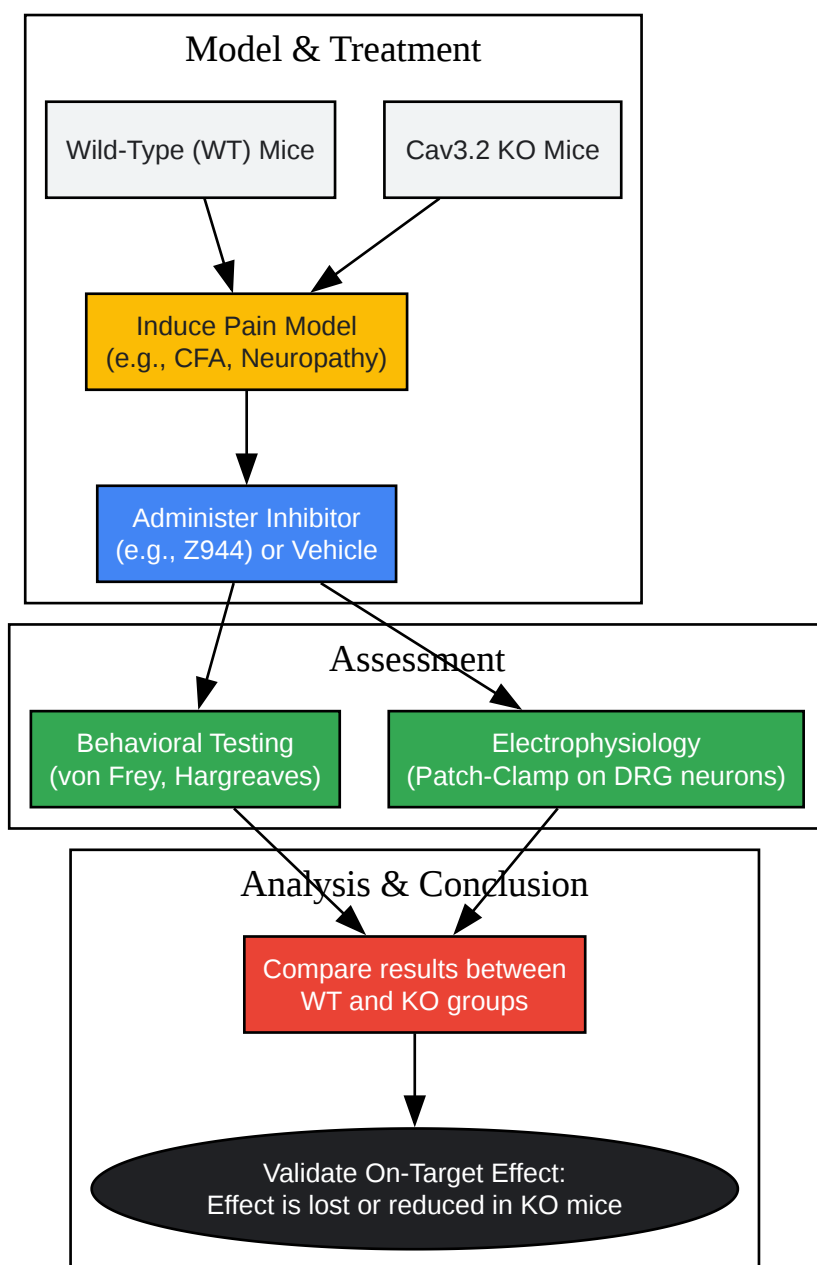 Model & Treatment
Wild-Type (WT) Mice
Cav3.2 KO Mice
Induce Pain Model
(e.g., CFA, Neuropathy)
Administer Inhibitor
(e.g., Z944) or Vehicle
Assessment
Behavioral Testing
(von Frey, Hargreaves)
Electrophysiology
(Patch-Clamp on DRG neurons)
Analysis & Conclusion
Compare results between
WT and KO groups
Validate On-Target Effect:
Effect is lost or reduced in KO mice